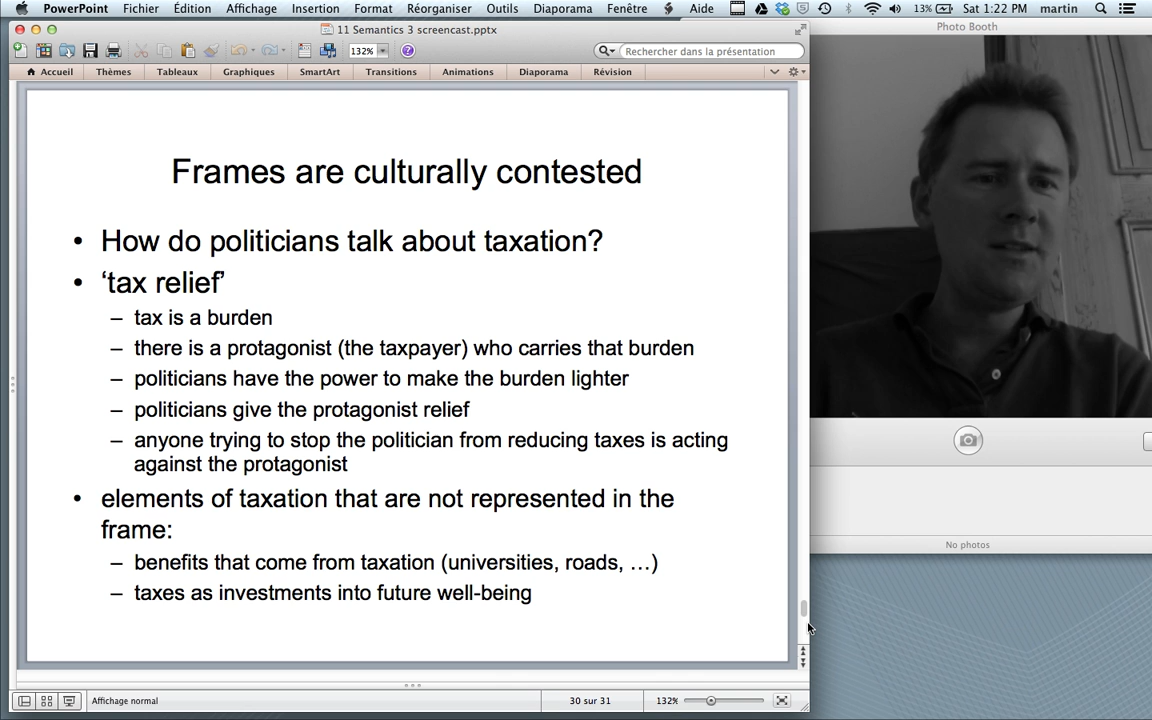 PowerPoint Fichier Édition Affichage Insertion Format Réorganiser Outils Diaporama Fenêtre Aide 13% Sat 1:22 PM martin
11 Semantics 3 screencast.pptx
Photo Booth
132%
Rechercher dans la présentation
Accueil Thèmes Tableaux Graphiques SmartArt Transitions Animations Diaporama Révision
Frames are culturally contested
• How do politicians talk about taxation?
• ‘tax relief’
– tax is a burden
– there is a protagonist (the taxpayer) who carries that burden
– politicians have the power to make the burden lighter
– politicians give the protagonist relief
– anyone trying to stop the politician from reducing taxes is acting
against the protagonist
• elements of taxation that are not represented in the
frame:
– benefits that come from taxation (universities, roads, …)
– taxes as investments into future well-being
No photos
Affichage normal
30 sur 31
132%